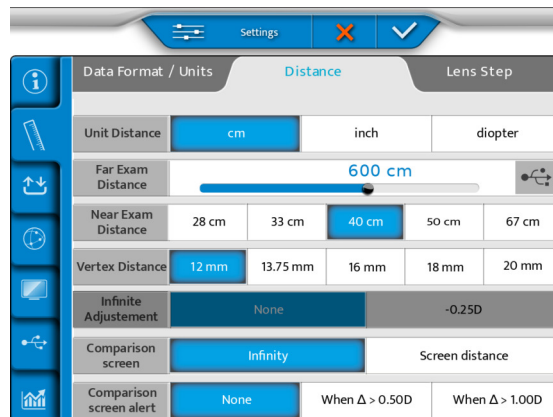 Settings
Data Format / Units
Distance
Lens Step
Unit Distance
cm
inch
diopter
Far Exam
Distance
600 cm
Near Exam
Distance
28 cm
33 cm
40 cm
50 cm
67 cm
Vertex Distance
12 mm
13.75 mm
16 mm
18 mm
20 mm
Infinite
Adjustement
None
-0.25D
Comparison
screen
Infinity
Screen distance
Comparison
screen alert
None
When Δ > 0.50D
When Δ > 1.00D